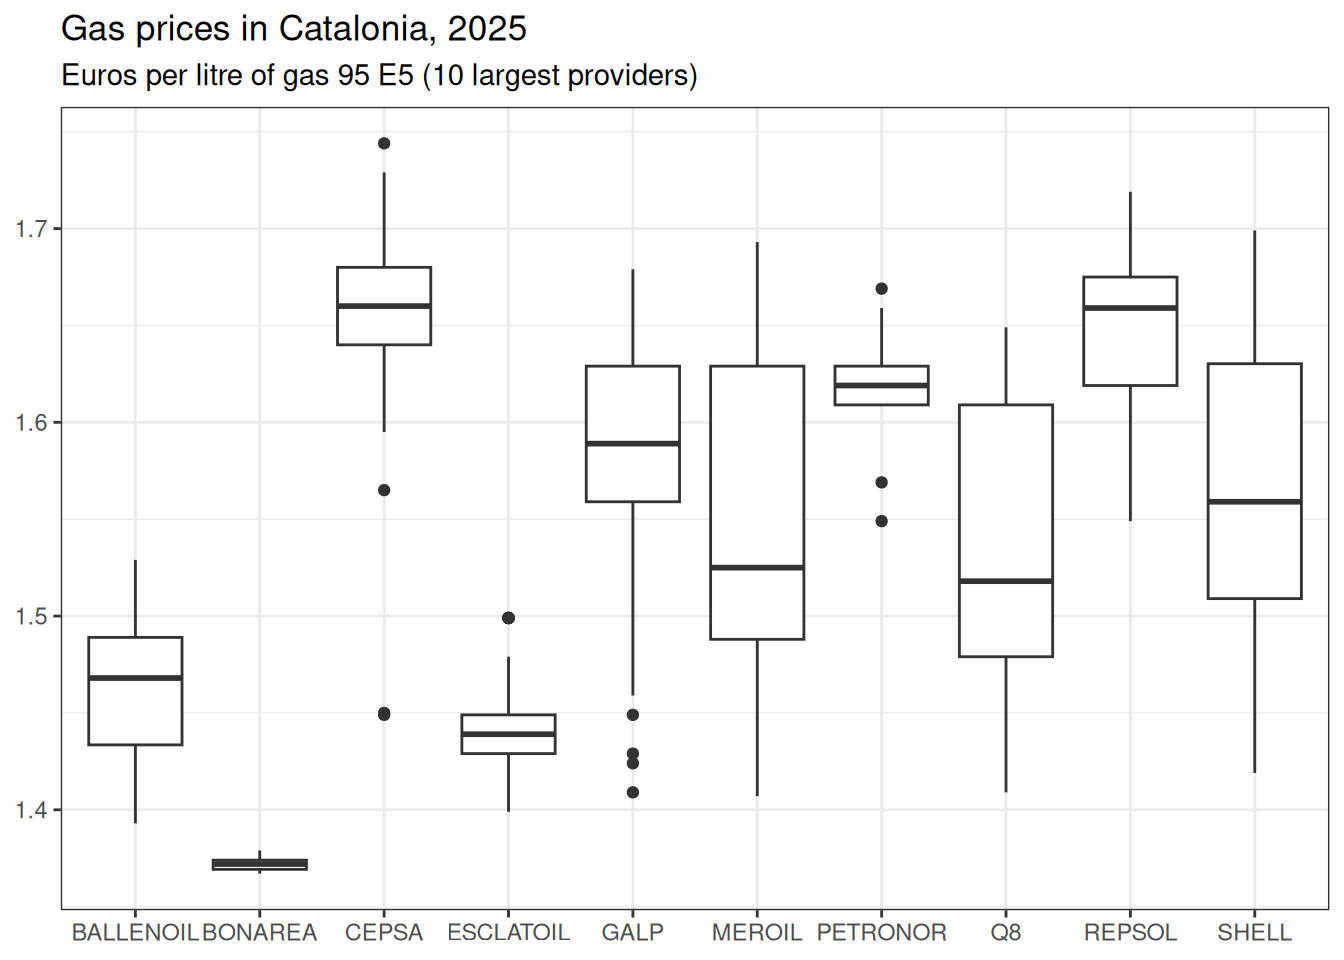 Gas prices in Catalonia, 2025
Euros per litre of gas 95 E5 (10 largest providers)
1.7
1.6
1.5
1.4
BALLENOIL BONAREA CEPSA ESCLATOIL GALP MEROIL PETRONOR Q8 REPSOL SHELL